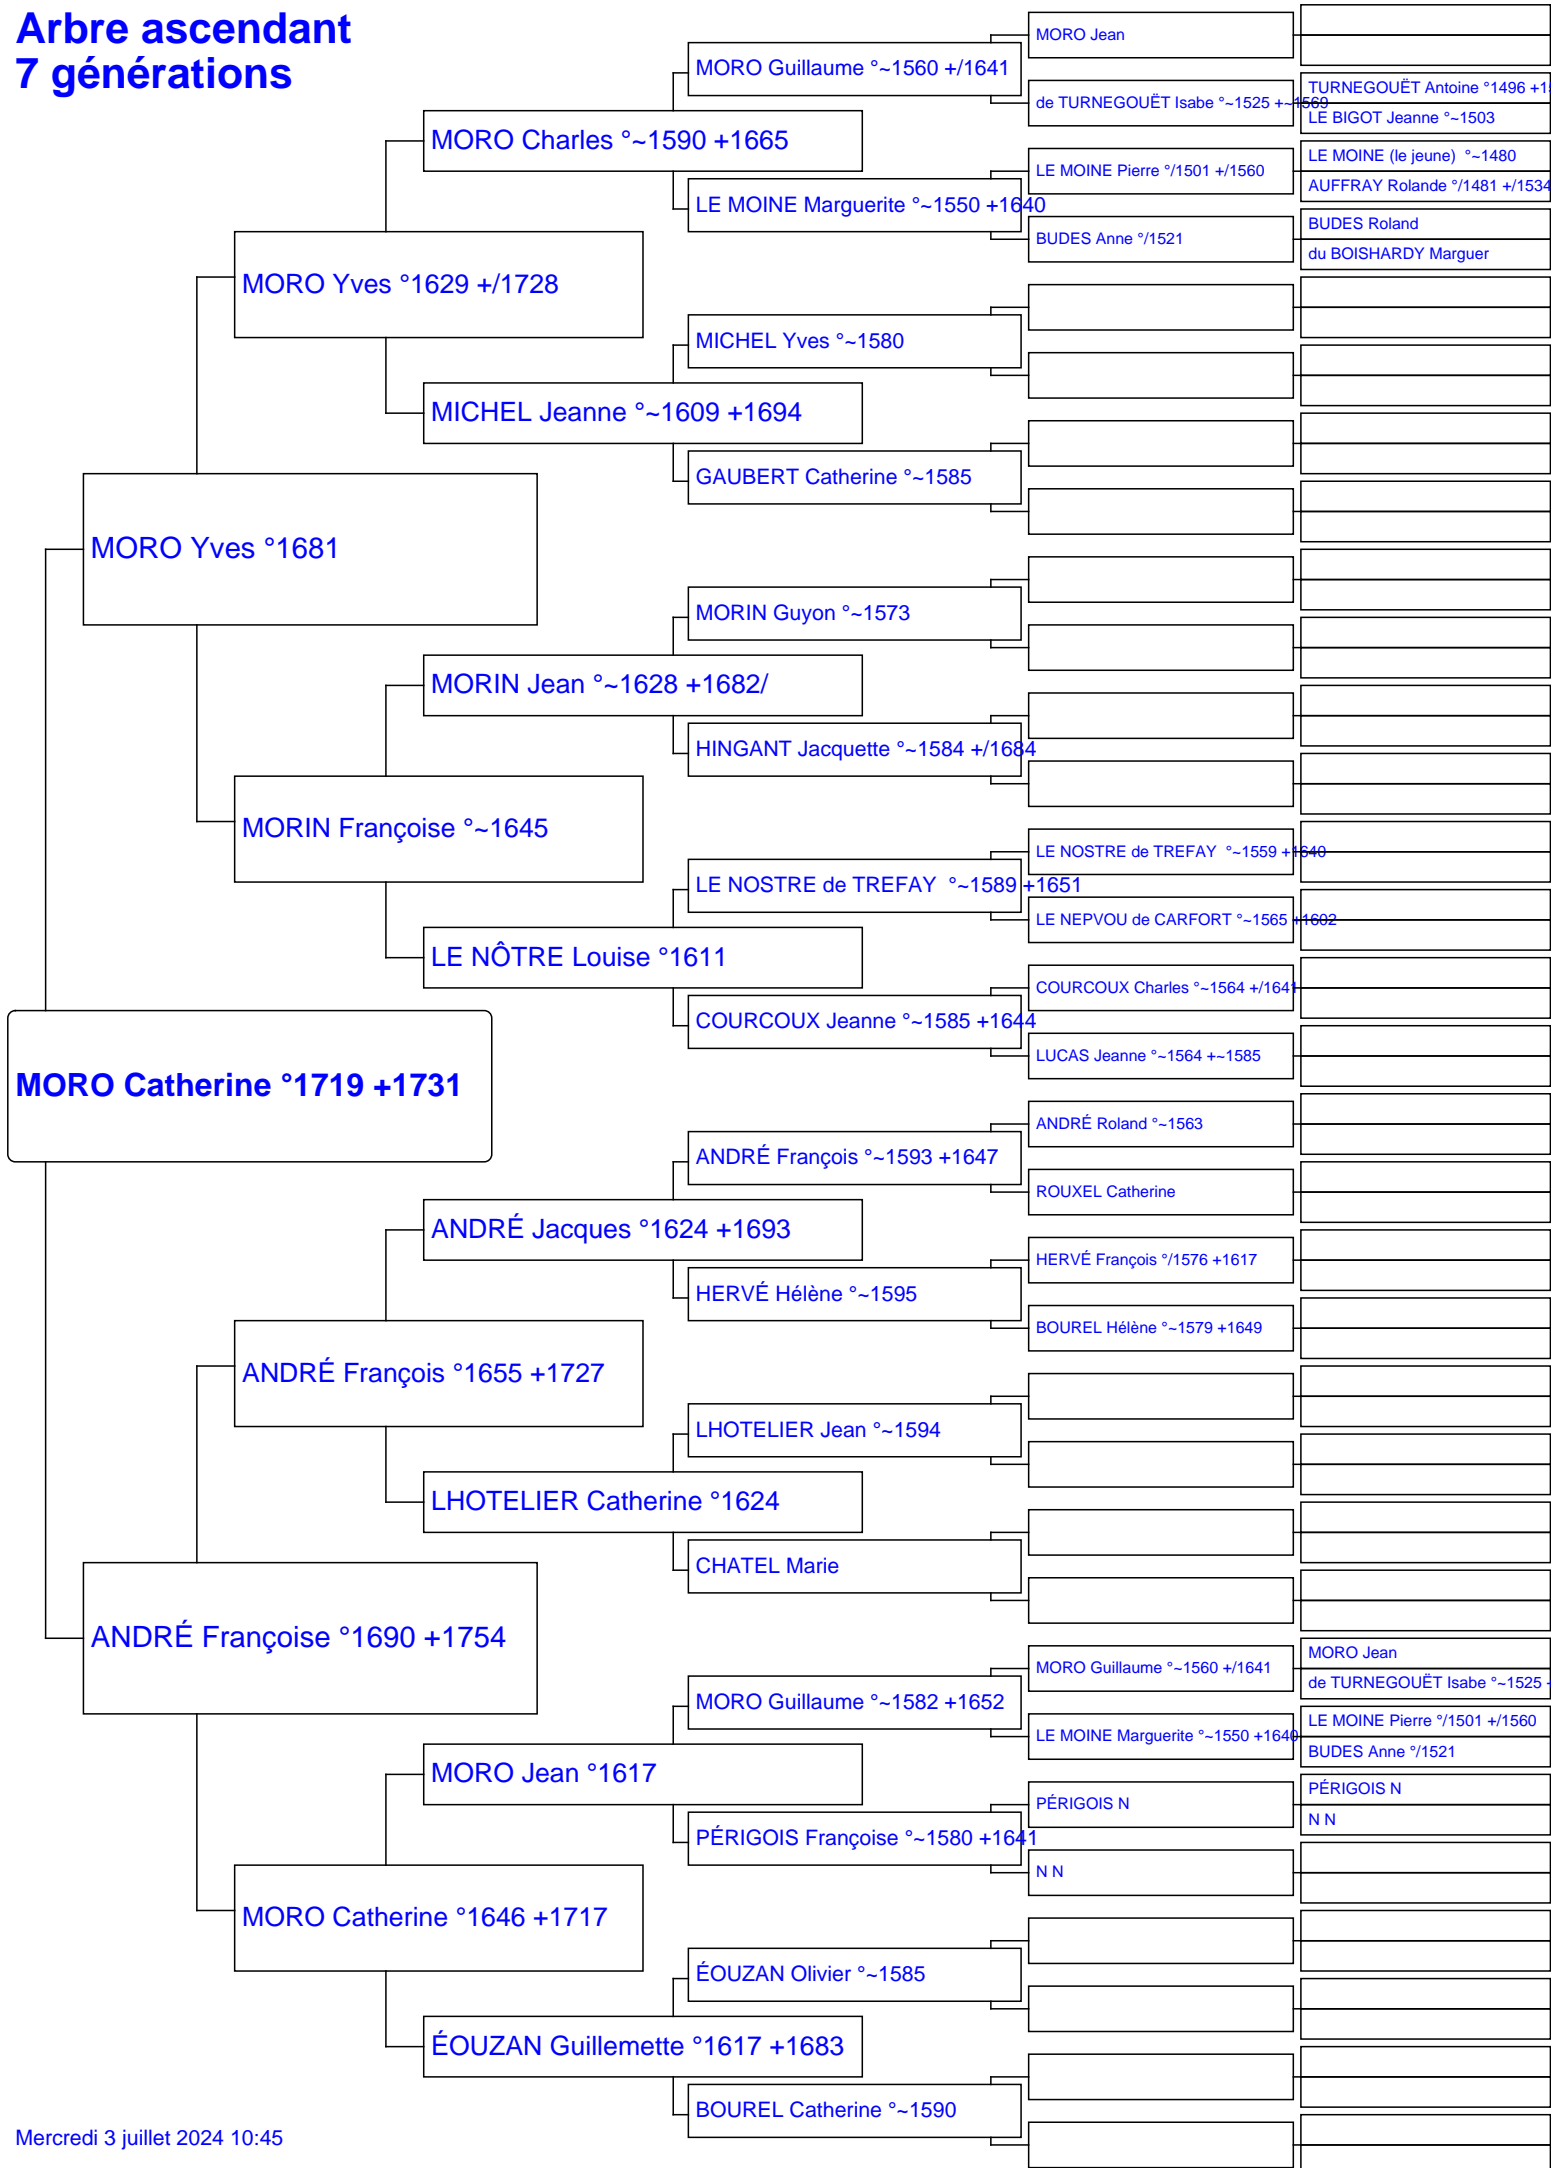 Arbre ascendant
7 générations
MORO Jean
MORO Guillaume °~1560 +/1641
TURNEGOUËT Antoine °1496 +1
de TURNEGOUËT Isabe °~1525 +~1569
LE BIGOT Jeanne °~1503
MORO Charles °~1590 +1665
LE MOINE (le jeune) °~1480
LE MOINE Pierre °/1501 +/1560
AUFFRAY Rolande °/1481 +/1534
LE MOINE Marguerite °~1550 +1640
BUDES Roland
BUDES Anne °/1521
du BOISHARDY Marguer
MORO Yves °1629 +/1728
MICHEL Yves °~1580
MICHEL Jeanne °~1609 +1694
GAUBERT Catherine °~1585
MORO Yves °1681
MORIN Guyon °~1573
MORIN Jean °~1628 +1682/
HINGANT Jacquette °~1584 +/1684
MORIN Françoise °~1645
LE NOSTRE de TREFAY °~1559 +1640
LE NOSTRE de TREFAY °~1589 +1651
LE NEPVOU de CARFORT °~1565 +1602
LE NÔTRE Louise °1611
COURCOUX Charles °~1564 +/1641
COURCOUX Jeanne °~1585 +1644
LUCAS Jeanne °~1564 +~1585
MORO Catherine °1719 +1731
ANDRÉ Roland °~1563
ANDRÉ François °~1593 +1647
ROUXEL Catherine
ANDRÉ Jacques °1624 +1693
HERVÉ François °/1576 +1617
HERVÉ Hélène °~1595
BOUREL Hélène °~1579 +1649
ANDRÉ François °1655 +1727
LHOTELIER Jean °~1594
LHOTELIER Catherine °1624
CHATEL Marie
ANDRÉ Françoise °1690 +1754
MORO Jean
MORO Guillaume °~1560 +/1641
de TURNEGOUËT Isabe °~1525 +
MORO Guillaume °~1582 +1652
LE MOINE Pierre °/1501 +/1560
LE MOINE Marguerite °~1550 +1640
BUDES Anne °/1521
MORO Jean °1617
PÉRIGOIS N
PÉRIGOIS N
N N
PÉRIGOIS Françoise °~1580 +1641
N N
MORO Catherine °1646 +1717
ÉOUZAN Olivier °~1585
ÉOUZAN Guillemette °1617 +1683
BOUREL Catherine °~1590
Mercredi 3 juillet 2024 10:45